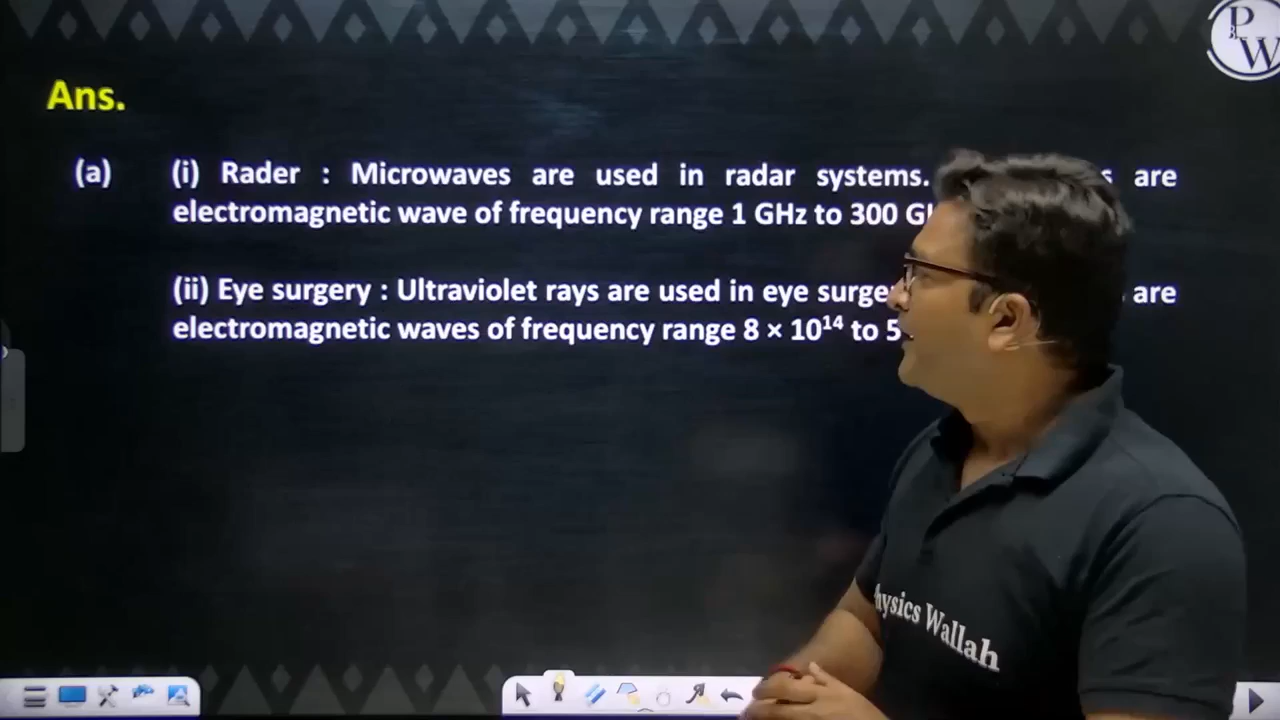 P
W
Ans.
(a) (i) Rader : Microwaves are used in radar systems. are
electromagnetic wave of frequency range 1 GHz to 300
(ii) Eye surgery : Ultraviolet rays are used in eye are
electromagnetic waves of frequency range 8 × 10¹⁴ to 5
Wallah